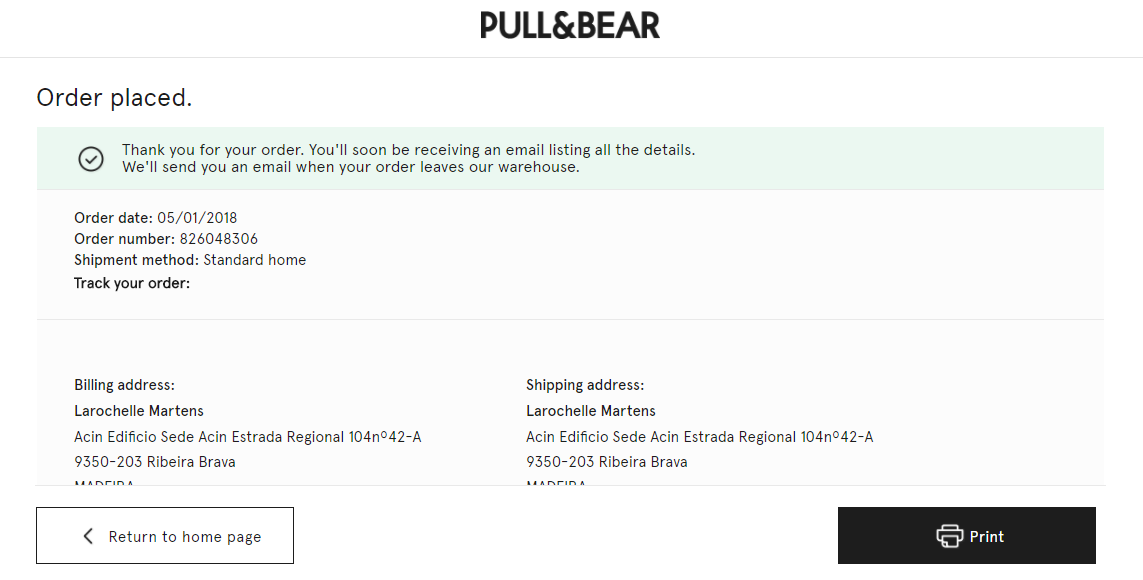 PULL&BEAR
Order placed.
Thank you for your order. You'll soon be receiving an email listing all the details.
We'll send you an email when your order leaves our warehouse.
Order date: 05/01/2018
Order number: 826048306
Shipment method: Standard home
Track your order:
Billing address:
Larochelle Martens
Acin Edificio Sede Acin Estrada Regional 104nº42-A
9350-203 Ribeira Brava
MADEIRA
Shipping address:
Larochelle Martens
Acin Edificio Sede Acin Estrada Regional 104nº42-A
9350-203 Ribeira Brava
MADEIRA
Return to home page
Print